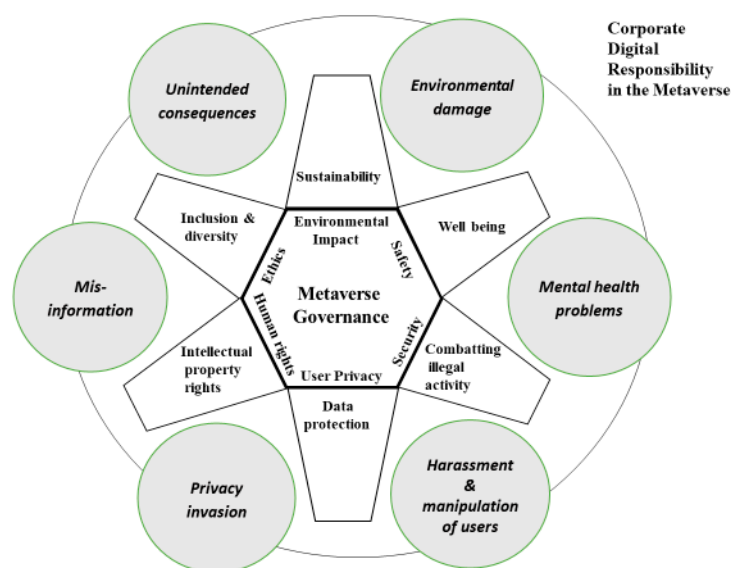 Corporate
Digital
Responsibility
in the Metaverse
Unintended
consequences
Environmental
damage
Sustainability
Inclusion &
diversity
Environmental
Impact
Well being
Ethics
Safety
Mis-
information
Metaverse
Governance
Mental health
problems
Human rights
Security
Intellectual
property
rights
User Privacy
Combatting
illegal
activity
Data
protection
Privacy
invasion
Harassment
&
manipulation
of users